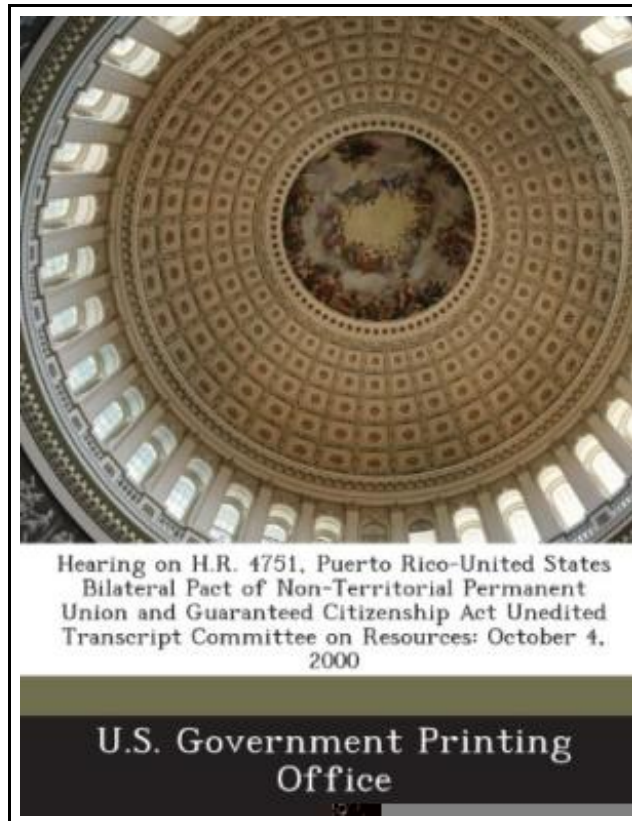 Hearing on H.R. 4751, Puerto Rico-United States
Bilateral Pact of Non-Territorial Permanent
Union and Guaranteed Citizenship Act Unedited
Transcript Committee on Resources: October 4,
2000
U.S. Government Printing
Office